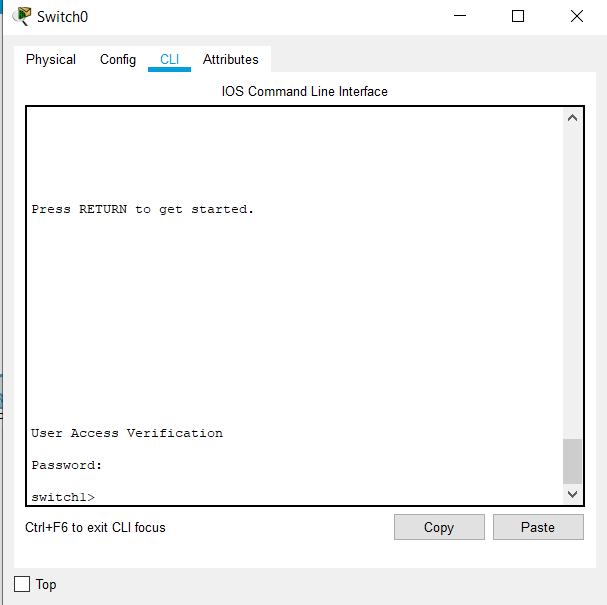 Switch0
Physical Config CLI Attributes
IOS Command Line Interface
Press RETURN to get started.
User Access Verification
Password:
switch1>
Ctrl+F6 to exit CLI focus
Copy Paste
Top